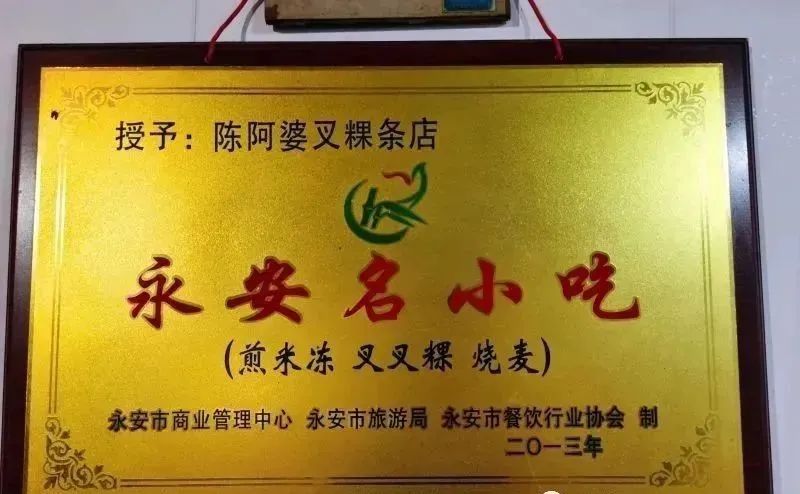 授予：陈阿婆叉粿条店
永安名小吃
(煎米冻 叉叉粿 烧麦)
永安市商业管理中心 永安市旅游局 永安市餐饮行业协会 制
二〇一三年